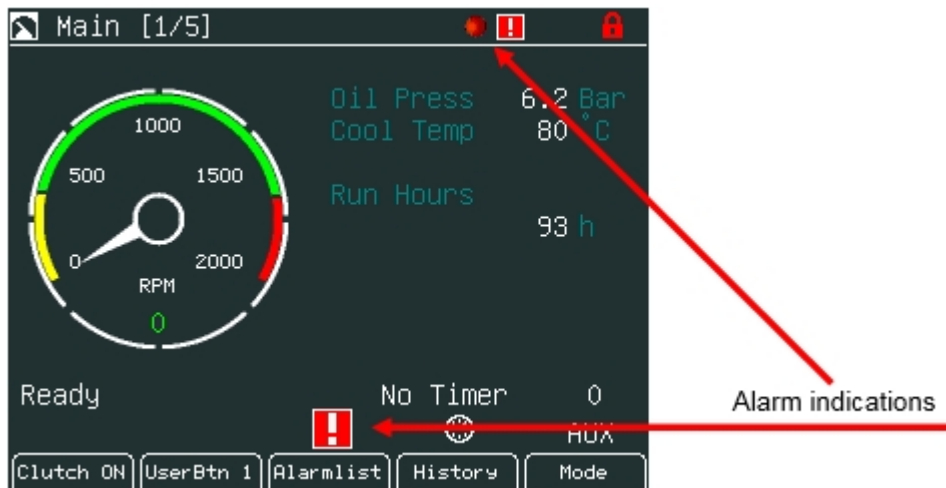 Main [1/5]
Oil Press 6.2 Bar
Cool Temp 80 °C
Run Hours
93 h
1000
500 1500
0 2000
RPM
0
Ready No Timer 0
Alarm indications
AUX
Clutch ON UserBtn 1 Alarmlist History Mode